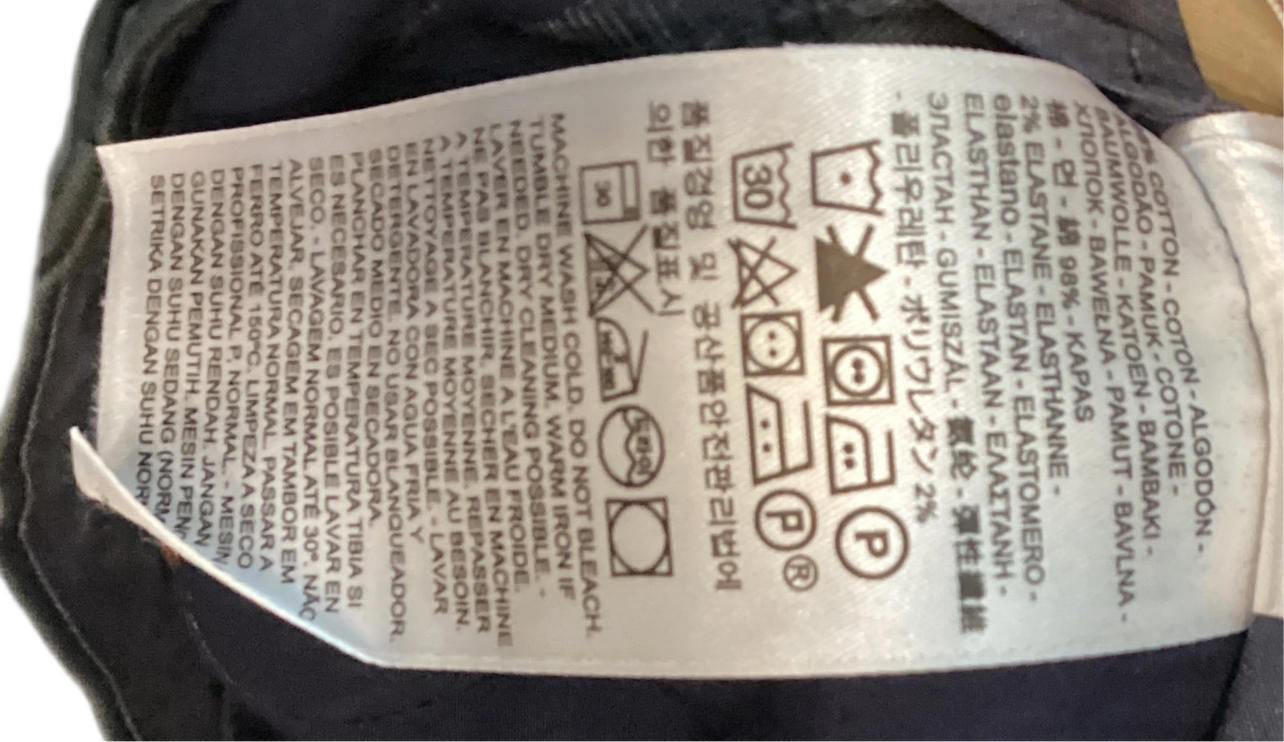 % COTTON - COTON - ALGODÓN -
ALGODÃO - PAMUK - COTONE -
BAUMWOLLE - KATOEN - BAMBAKI -
ХЛОПОК - BAWEŁNA - PAMUT - BAVLNA -
棉 - 면 - 綿 98% - KAPAS
2% ELASTANE - ELASTHANNE -
elastano - ELASTAN - ELASTOMERO -
ELASTHAN - ELASTAAN - ΕΛΑΣΤΑΝΗ -
ЭЛАСТАН - GUMISZÁL - 氨纶 - 彈性纖維
- 폴리우레탄 - ポリウレタン 2%
P
30 P ®
품질경영 및 공산품안전관리법에
의한 품질표시
30 드라이
MACHINE WASH COLD. DO NOT BLEACH.
TUMBLE DRY MEDIUM. WARM IRON IF
NEEDED. DRY CLEANING POSSIBLE. -
LAVER EN MACHINE A L'EAU FROIDE.
NE PAS BLANCHIR. SECHER EN MACHINE
A TEMPERATURE MOYENNE. REPASSER
A TEMPERATURE MOYENNE AU BESOIN.
NETTOYAGE A SEC POSSIBLE. - LAVAR
EN LAVADORA CON AGUA FRIA Y
DETERGENTE. NO USAR BLANQUEADOR.
SECADO MEDIO EN SECADORA.
PLANCHAR EN TEMPERATURA TIBIA SI
ES NECESARIO. ES POSIBLE LAVAR EN
SECO. - LAVAGEM NORMAL ATÉ 30º. NÃO
ALVEJAR. SECAGEM EM TAMBOR EM
TEMPERATURA NORMAL. PASSAR A
FERRO ATÉ 150ºC. LIMPEZA A SECO
PROFISSIONAL P, NORMAL. - MESIN
DENGAN SUHU RENDAH. JANGAN
GUNAKAN PEMUTIH. MESIN PEN
DENGAN SUHU SEDANG (NORM
SETRIKA DENGAN SUHU NORM